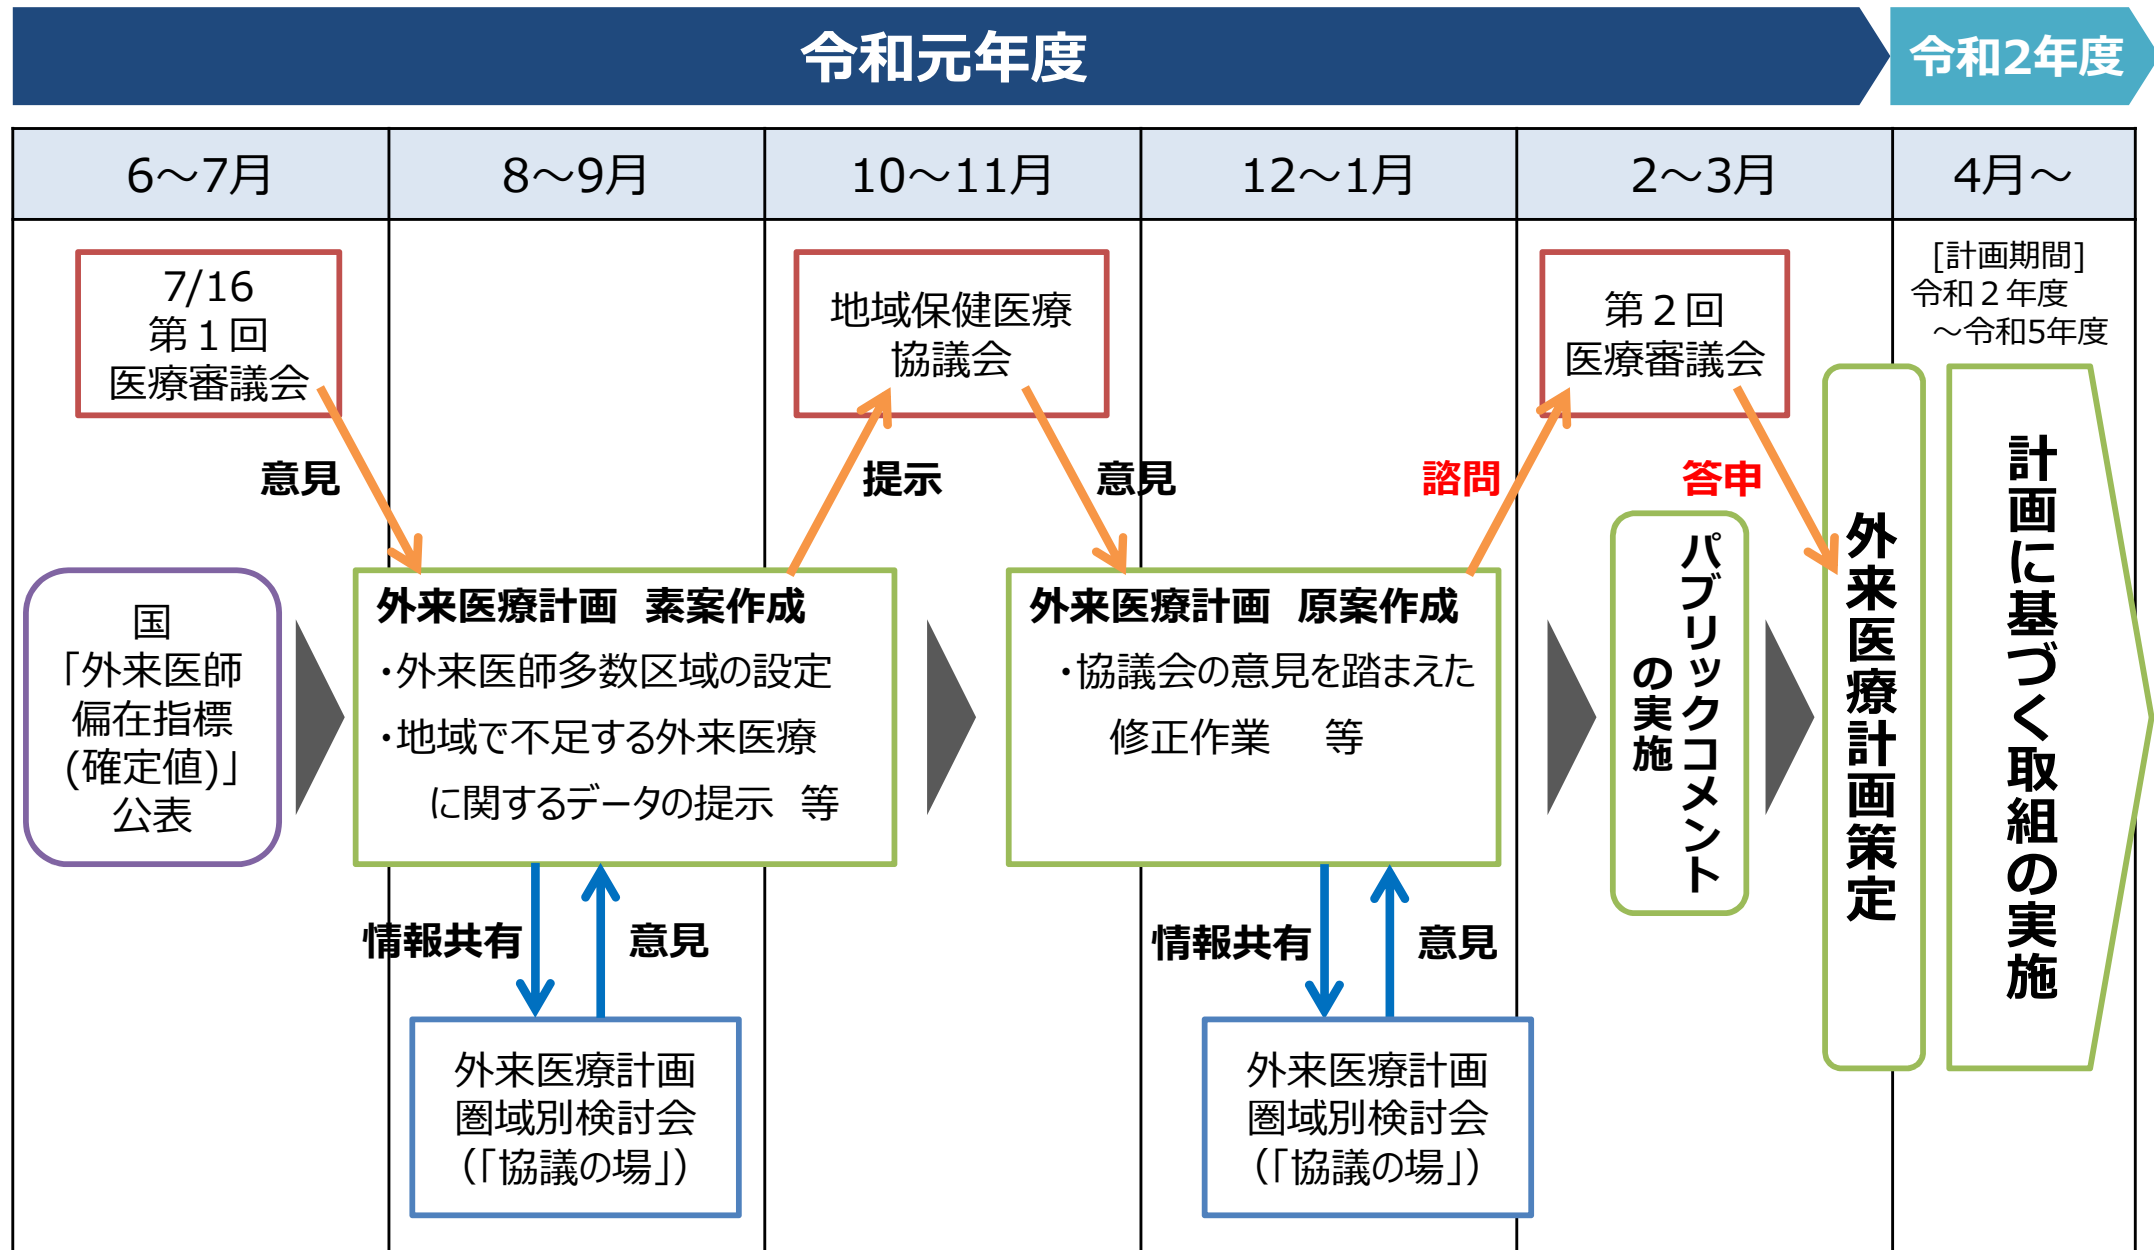 令和元年度
令和2年度
6～7月
8～9月
10～11月
12～1月
2～3月
4月～
7/16
第１回
医療審議会
地域保健医療
協議会
第２回
医療審議会
[計画期間]
令和２年度
～令和5年度
意見
提示
意見
諮問
答申
国
「外来医師
偏在指標
(確定値)」
公表
外来医療計画　素案作成
・外来医師多数区域の設定
・地域で不足する外来医療
に関するデータの提示　等
外来医療計画　原案作成
・協議会の意見を踏まえた
修正作業　等
パブリックコメント
の実施
外来医療計画策定
計画に基づく取組の実施
情報共有
意見
情報共有
意見
外来医療計画
圏域別検討会
(「協議の場」)
外来医療計画
圏域別検討会
(「協議の場」)